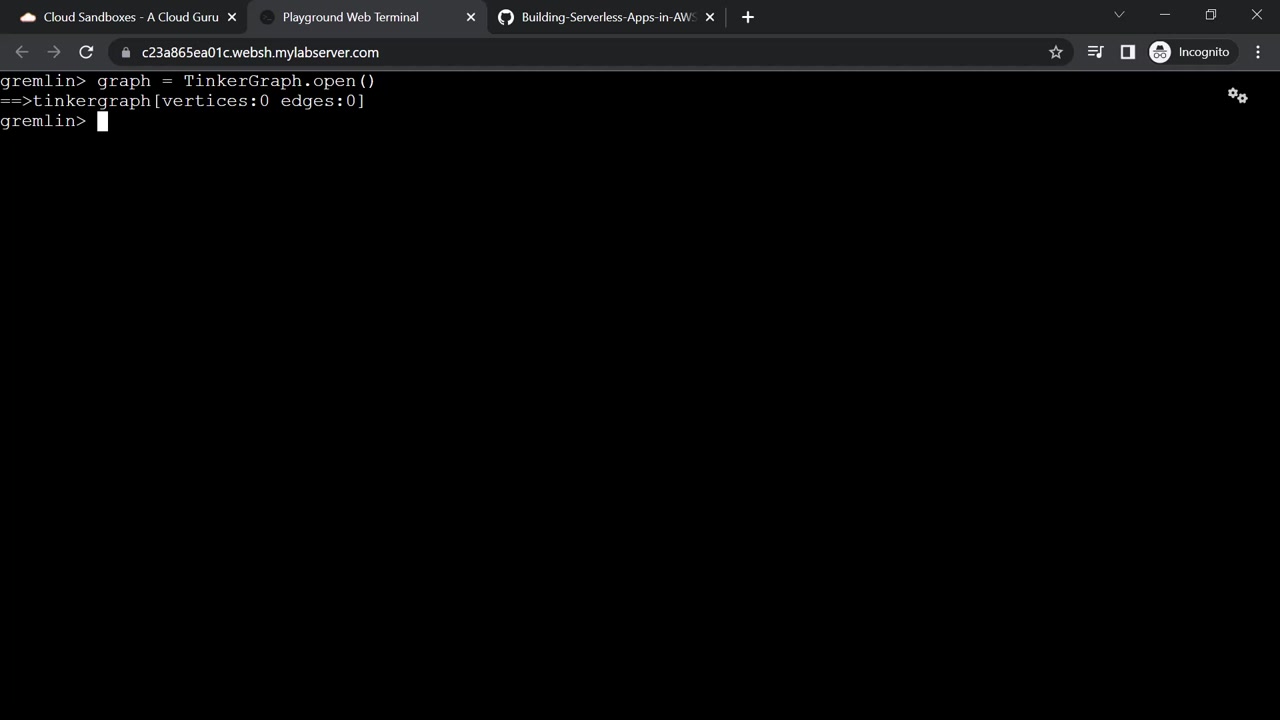 Cloud Sandboxes - A Cloud Guru
Playground Web Terminal
Building-Serverless-Apps-in-AWS
c23a865ea01c.websh.mylabserver.com
Incognito
gremlin> graph = TinkerGraph.open()
==>tinkergraph[vertices:0 edges:0]
gremlin>